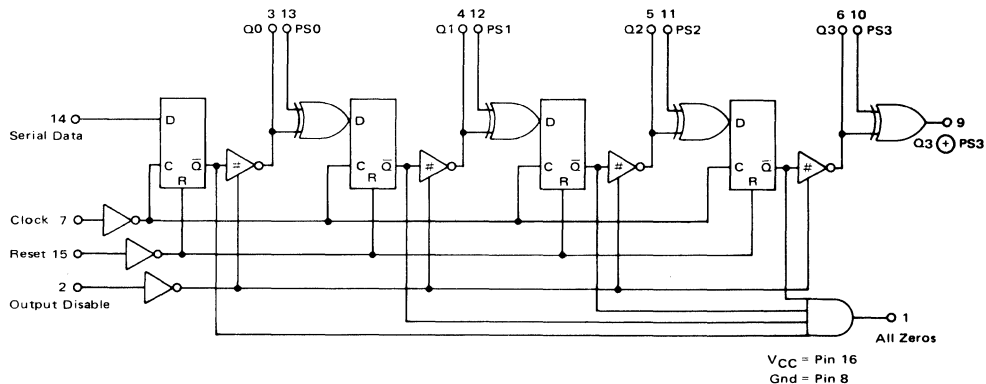 3 13
Q0 PS0
4 12
Q1 PS1
5 11
Q2 PS2
6 10
Q3 PS3
14
Serial Data
D
C
Q̅
R
#
D
C
Q̅
R
#
D
C
Q̅
R
#
D
C
Q̅
R
#
9
Q3 ⊕ PS3
Clock 7
Reset 15
2
Output Disable
1
All Zeros
VCC = Pin 16
Gnd = Pin 8